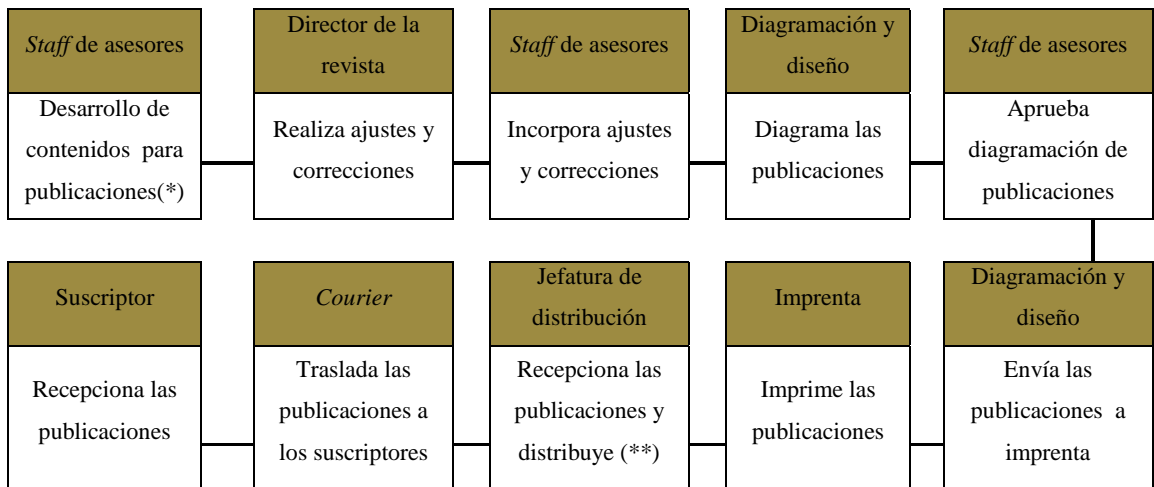 Staff de asesores
Desarrollo de
contenidos para
publicaciones(*)
Director de la
revista
Realiza ajustes y
correcciones
Staff de asesores
Incorpora ajustes
y correcciones
Diagramación y
diseño
Diagrama las
publicaciones
Staff de asesores
Aprueba
diagramación de
publicaciones
Suscriptor
Recepciona las
publicaciones
Courier
Traslada las
publicaciones a
los suscriptores
Jefatura de
distribución
Recepciona las
publicaciones y
distribuye (**)
Imprenta
Imprime las
publicaciones
Diagramación y
diseño
Envía las
publicaciones a
imprenta